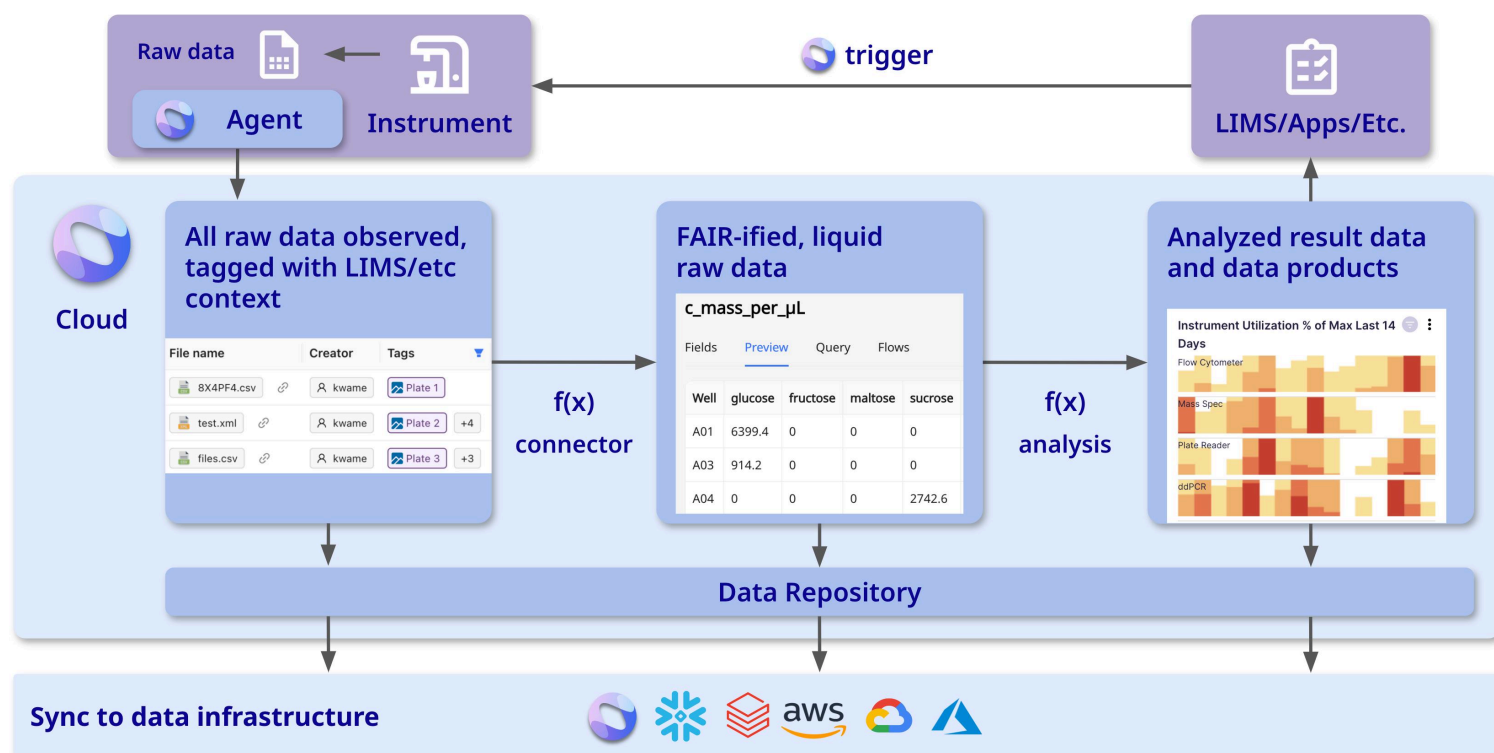 Raw data
Agent
Instrument
trigger
LIMS/Apps/Etc.
Cloud
All raw data observed,
tagged with LIMS/etc
context
File name Creator Tags
8X4PF4.csv kwame Plate 1
test.xml kwame Plate 2 +4
files.csv kwame Plate 3 +3
f(x)
connector
FAIR-ified, liquid
raw data
c_mass_per_µL
Fields Preview Query Flows
Well glucose fructose maltose sucrose
A01 6399.4 0 0 0
A03 914.2 0 0 0
A04 0 0 0 2742.6
f(x)
analysis
Analyzed result data
and data products
Instrument Utilization % of Max Last 14
Days
Flow Cytometer
Mass Spec
Plate Reader
ddPCR
Data Repository
Sync to data infrastructure
aws